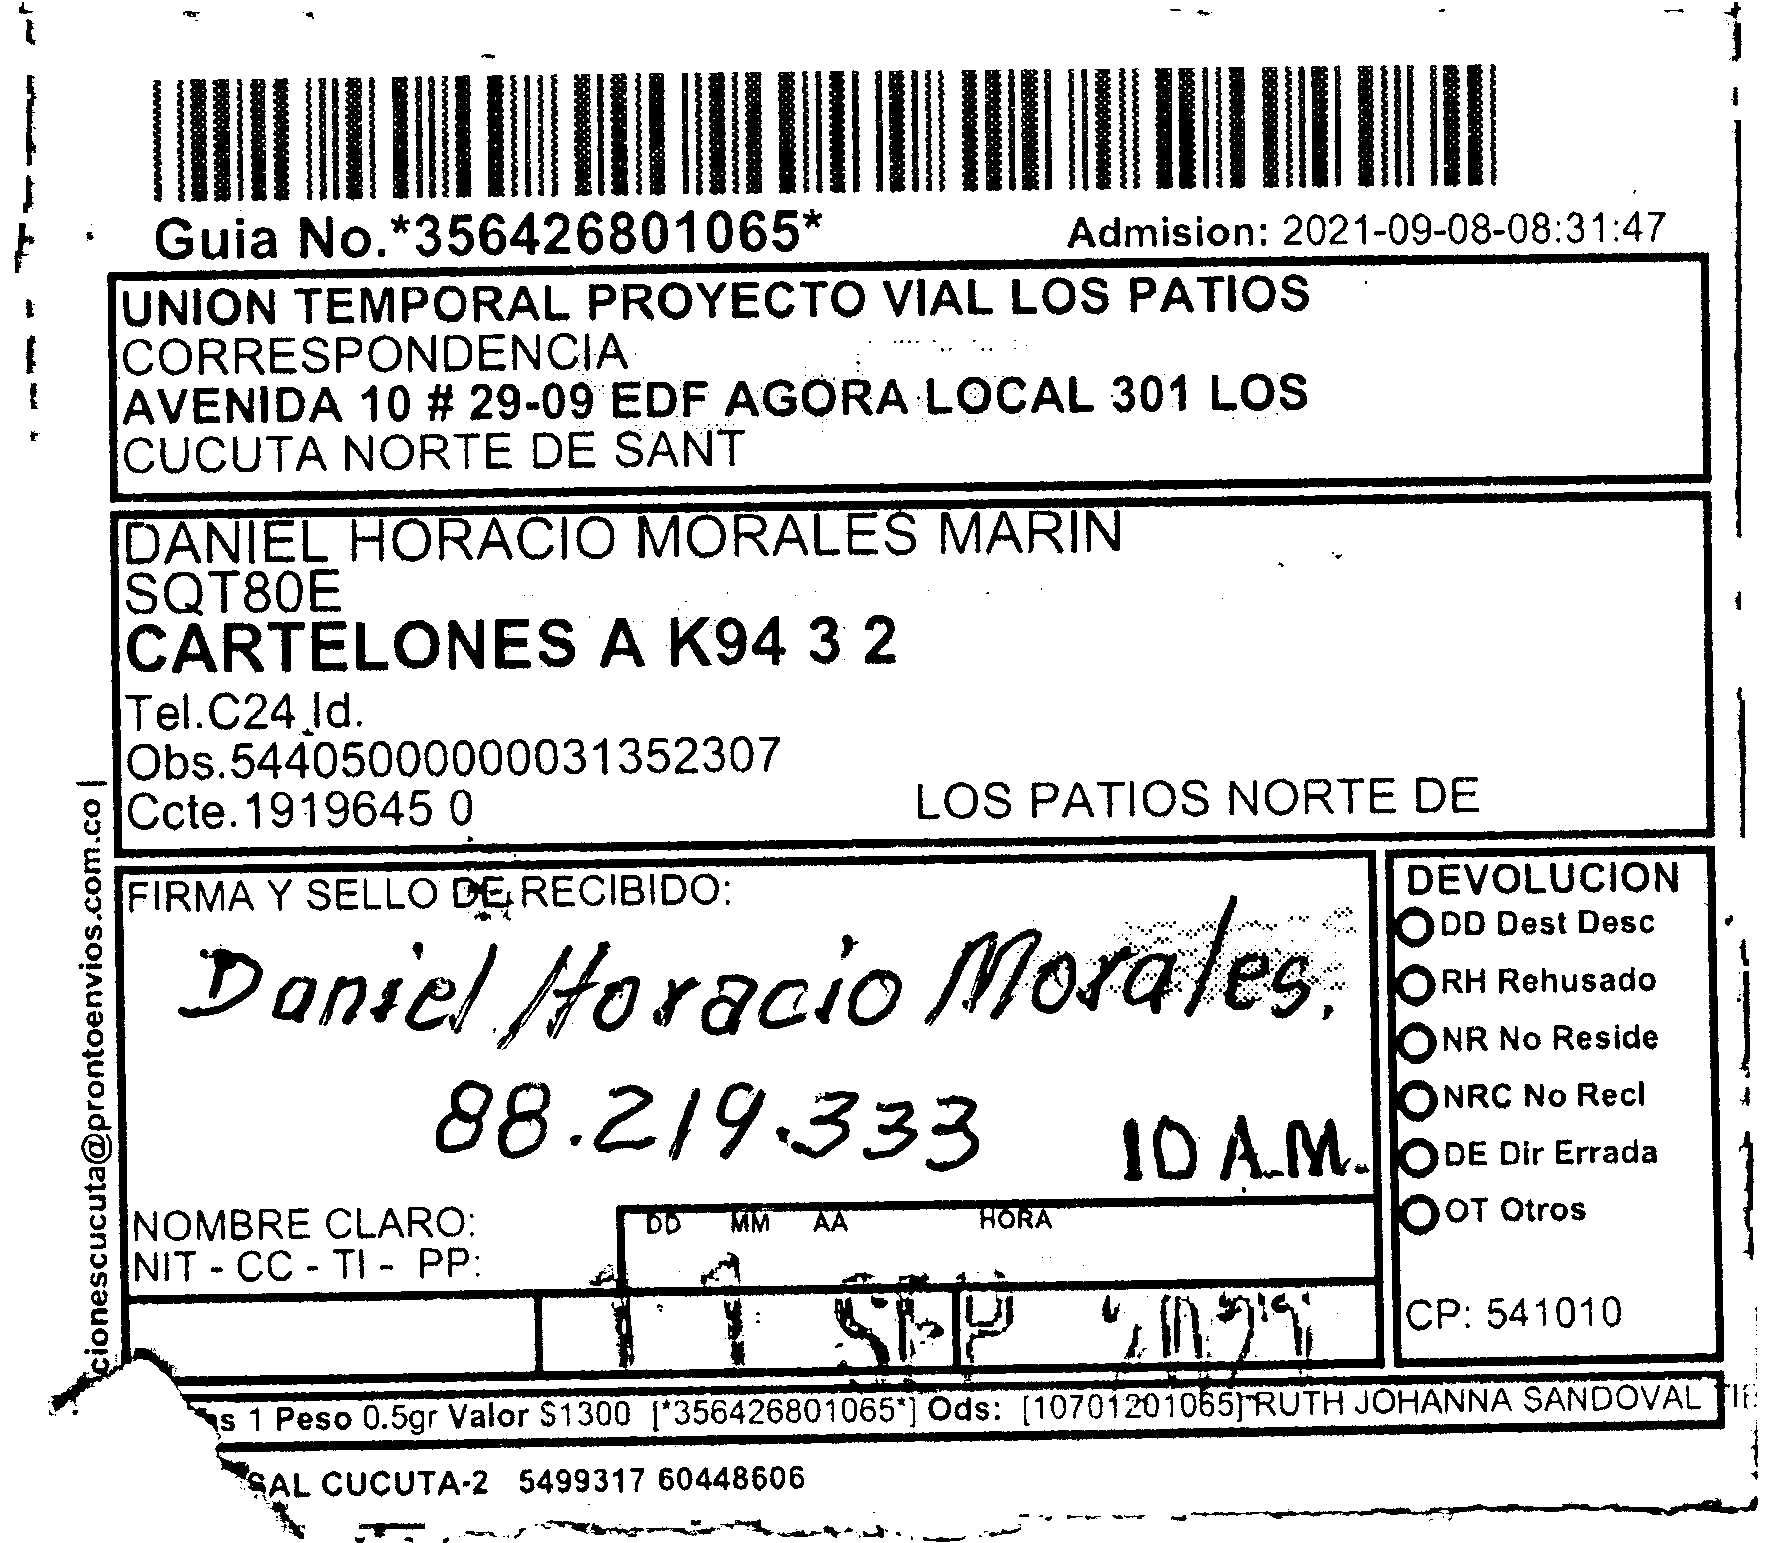 Guia No.*356426801065*
Admision: 2021-09-08-08:31:47
UNION TEMPORAL PROYECTO VIAL LOS PATIOS
CORRESPONDENCIA
AVENIDA 10 # 29-09 EDF AGORA LOCAL 301 LOS
CUCUTA NORTE DE SANT
DANIEL HORACIO MORALES MARIN
SQT80E
CARTELONES A K94 3 2
Tel.C24 Id.
Obs.544050000000031352307
Ccte.1919645 0
LOS PATIOS NORTE DE
cionescucuta@prontoenvios.com.co |
FIRMA Y SELLO DE RECIBIDO:
Daniel Horacio Morales.
88.219.333
10 A.M.
NOMBRE CLARO:
NIT - CC - TI - PP:
DD MM AA HORA
11 SEP 2021
DEVOLUCION
DD Dest Desc
RH Rehusado
NR No Reside
NRC No Recl
DE Dir Errada
OT Otros
CP: 541010
s 1 Peso 0.5gr Valor $1300 [*356426801065*] Ods: [10701201065] RUTH JOHANNA SANDOVAL
SAL CUCUTA-2 5499317 60448606